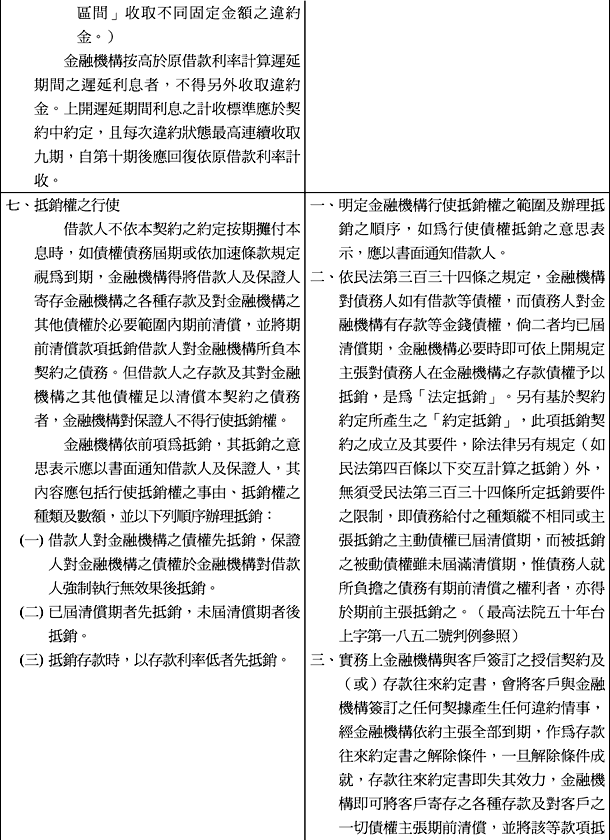 區間」收取不同固定金額之違約
金。）
金融機構按高於原借款利率計算遲延
期間之遲延利息者，不得另外收取違約
金。上開遲延期間利息之計收標準應於契
約中約定，且每次違約狀態最高連續收取
九期，自第十期後應回復依原借款利率計
收。
七、抵銷權之行使
借款人不依本契約之約定按期攤付本
息時，如債權債務屆期或依加速條款規定
視為到期，金融機構得將借款人及保證人
寄存金融機構之各種存款及對金融機構之
其他債權於必要範圍內期前清償，並將期
前清償款項抵銷借款人對金融機構所負本
契約之債務。但借款人之存款及其對金融
機構之其他債權足以清償本契約之債務
者，金融機構對保證人不得行使抵銷權。
金融機構依前項為抵銷，其抵銷之意
思表示應以書面通知借款人及保證人，其
內容應包括行使抵銷權之事由、抵銷權之
種類及數額，並以下列順序辦理抵銷：
(一) 借款人對金融機構之債權先抵銷，保證
人對金融機構之債權於金融機構對借款
人強制執行無效果後抵銷。
(二) 已屆清償期者先抵銷，未屆清償期者後
抵銷。
(三) 抵銷存款時，以存款利率低者先抵銷。
一、明定金融機構行使抵銷權之範圍及辦理抵
銷之順序，如為行使債權抵銷之意思表
示，應以書面通知借款人。
二、依民法第三百三十四條之規定，金融機構
對債務人如有借款等債權，而債務人對金
融機構有存款等金錢債權，倘二者均已屆
清償期，金融機構必要時即可依上開規定
主張對債務人在金融機構之存款債權予以
抵銷，是為「法定抵銷」。另有基於契約
約定所產生之「約定抵銷」，此項抵銷契
約之成立及其要件，除法律另有規定（如
民法第四百條以下交互計算之抵銷）外，
無須受民法第三百三十四條所定抵銷要件
之限制，即債務給付之種類縱不相同或主
張抵銷之主動債權已屆清償期，而被抵銷
之被動債權雖未屆滿清償期，惟債務人就
所負擔之債務有期前清償之權利者，亦得
於期前主張抵銷之。（最高法院五十年台
上字第一八五二號判例參照）
三、實務上金融機構與客戶簽訂之授信契約及
（或）存款往來約定書，會將客戶與金融
機構簽訂之任何契據產生任何違約情事，
經金融機構依約主張全部到期，作為存款
往來約定書之解除條件，一旦解除條件成
就，存款往來約定書即失其效力，金融機
構即可將客戶寄存之各種存款及對客戶之
一切債權主張期前清償，並將該等款項抵